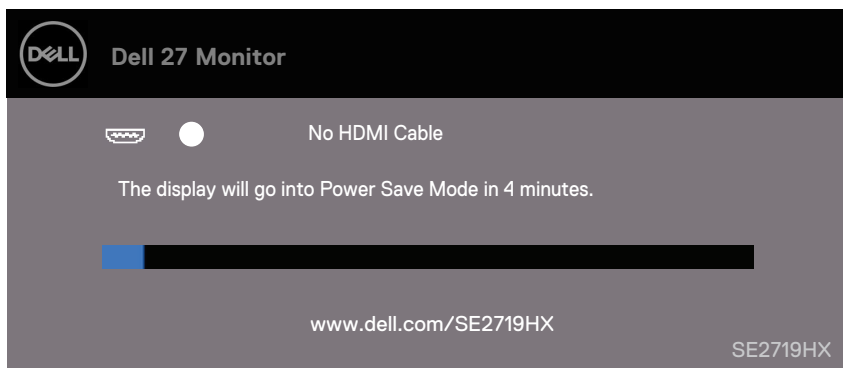 DELL
Dell 27 Monitor
No HDMI Cable
The display will go into Power Save Mode in 4 minutes.
www.dell.com/SE2719HX
SE2719HX